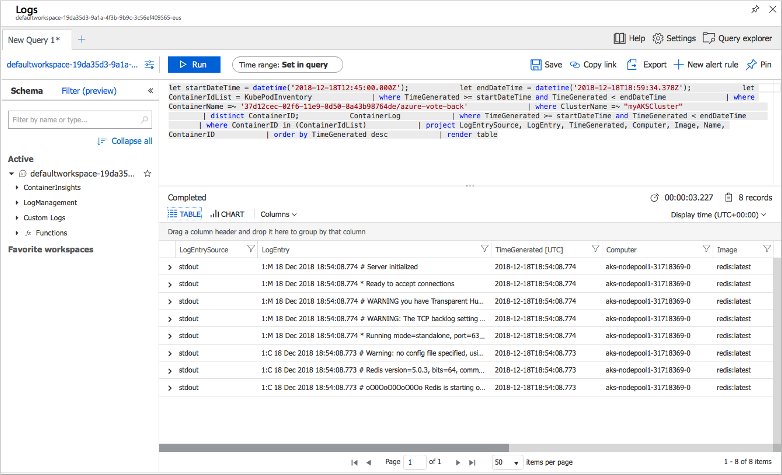 Logs
defaultworkspace-19da35d3-9a1a-4f3b-9b9c-3c56ef409565-eus
New Query 1*
Help Settings Query explorer
defaultworkspace-19da35d3-9a1a-... Run Time range: Set in query Save Copy link Export New alert rule Pin
Schema Filter (preview)
Filter by name or type...
Collapse all
Active
defaultworkspace-19da35...
ContainerInsights
LogManagement
Custom Logs
fx Functions
Favorite workspaces
let startDateTime = datetime('2018-12-18T12:45:00.000Z'); let endDateTime = datetime('2018-12-18T18:59:34.378Z'); let
ContainerIdList = KubePodInventory | where TimeGenerated >= startDateTime and TimeGenerated < endDateTime | where
ContainerName =~ '37d12cec-02f6-11e9-8d50-0a43b98764de/azure-vote-back' | where ClusterName =~ "myAKSCluster"
| distinct ContainerID; ContainerLog | where TimeGenerated >= startDateTime and TimeGenerated < endDateTime
| where ContainerID in (ContainerIdList) | project LogEntrySource, LogEntry, TimeGenerated, Computer, Image, Name,
ContainerID | order by TimeGenerated desc | render table
Completed 00:00:03.227 8 records
TABLE CHART Columns Display time (UTC+00:00)
Drag a column header and drop it here to group by that column
LogEntrySource LogEntry TimeGenerated [UTC] Computer Image
stdout 1:M 18 Dec 2018 18:54:08.774 # Server initialized 2018-12-18T18:54:08.774 aks-nodepool1-31718369-0 redis:latest
stdout 1:M 18 Dec 2018 18:54:08.774 * Ready to accept connections 2018-12-18T18:54:08.774 aks-nodepool1-31718369-0 redis:latest
stdout 1:M 18 Dec 2018 18:54:08.774 # WARNING you have Transparent Hu... 2018-12-18T18:54:08.774 aks-nodepool1-31718369-0 redis:latest
stdout 1:M 18 Dec 2018 18:54:08.774 # WARNING: The TCP backlog setting ... 2018-12-18T18:54:08.774 aks-nodepool1-31718369-0 redis:latest
stdout 1:M 18 Dec 2018 18:54:08.774 * Running mode=standalone, port=63... 2018-12-18T18:54:08.774 aks-nodepool1-31718369-0 redis:latest
stdout 1:C 18 Dec 2018 18:54:08.773 # Warning: no config file specified, usi... 2018-12-18T18:54:08.773 aks-nodepool1-31718369-0 redis:latest
stdout 1:C 18 Dec 2018 18:54:08.773 # Redis version=5.0.3, bits=64, comm... 2018-12-18T18:54:08.773 aks-nodepool1-31718369-0 redis:latest
stdout 1:C 18 Dec 2018 18:54:08.773 # oO0OoO0OoO0Oo Redis is starting o... 2018-12-18T18:54:08.773 aks-nodepool1-31718369-0 redis:latest
Page 1 of 1 50 items per page 1 - 8 of 8 items